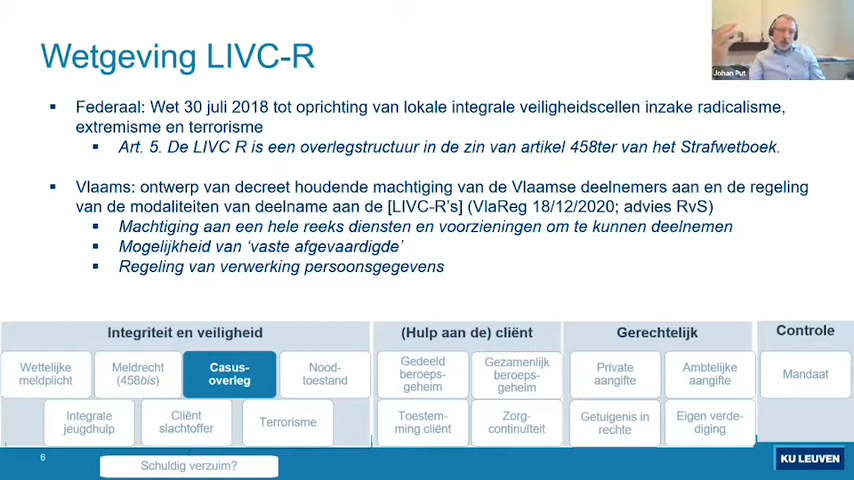 Wetgeving LIVC-R
Johan Put
▪ Federaal: Wet 30 juli 2018 tot oprichting van lokale integrale veiligheidscellen inzake radicalisme,
extremisme en terrorisme
▪ Art. 5. De LIVC R is een overlegstructuur in de zin van artikel 458ter van het Strafwetboek.
▪ Vlaams: ontwerp van decreet houdende machtiging van de Vlaamse deelnemers aan en de regeling
van de modaliteiten van deelname aan de [LIVC-R's] (VlaReg 18/12/2020; advies RvS)
▪ Machtiging aan een hele reeks diensten en voorzieningen om te kunnen deelnemen
▪ Mogelijkheid van 'vaste afgevaardigde'
▪ Regeling van verwerking persoonsgegevens
Integriteit en veiligheid
Wettelijke
meldplicht
Meldrecht
(458bis)
Casus-
overleg
Nood-
toestand
Integrale
jeugdhulp
Cliënt
slachtoffer
Terrorisme
(Hulp aan de) cliënt
Gedeeld
beroeps-
geheim
Gezamenlijk
beroeps-
geheim
Toestem-
ming cliënt
Zorg-
continuïteit
Gerechtelijk
Private
aangifte
Ambtelijke
aangifte
Getuigenis in
rechte
Eigen verde-
diging
Controle
Mandaat
6
Schuldig verzuim?
KU LEUVEN